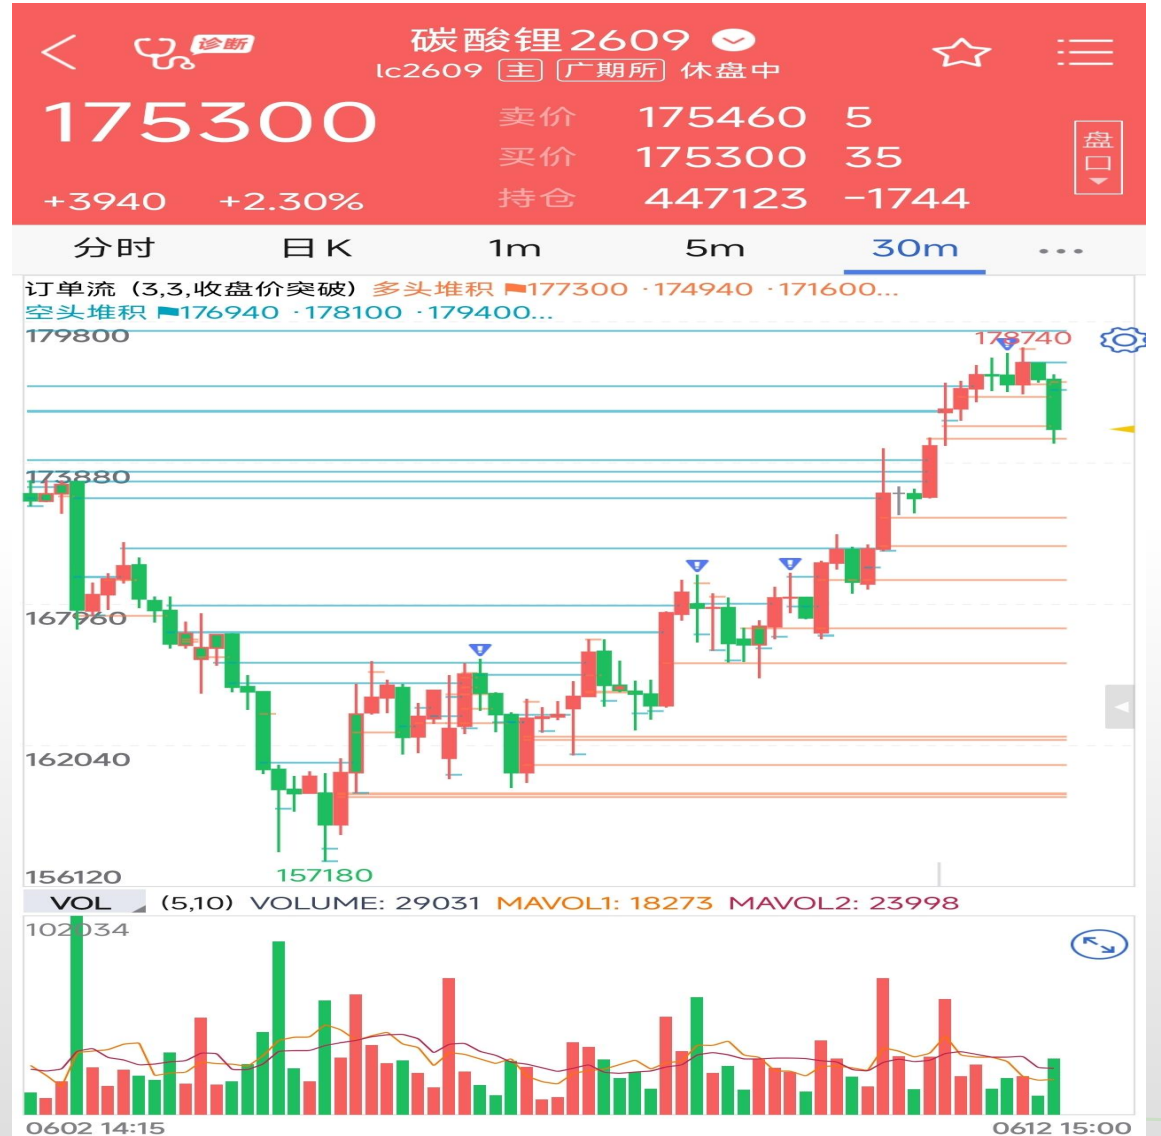 诊断 碳酸锂2609
lc2609 主 广期所 休盘中
175300 卖价 175460 5
买价 175300 35
盘口
+3940 +2.30% 持仓 447123 -1744
分时 日K 1m 5m 30m
订单流 (3,3,收盘价突破) 多头堆积 177300 ·174940 ·171600...
空头堆积 176940 ·178100 ·179400...
179800
178740
173880
167960
162040
157180
156120
VOL (5,10) VOLUME: 29031 MAVOL1: 18273 MAVOL2: 23998
102034
0602 14:15 0612 15:00